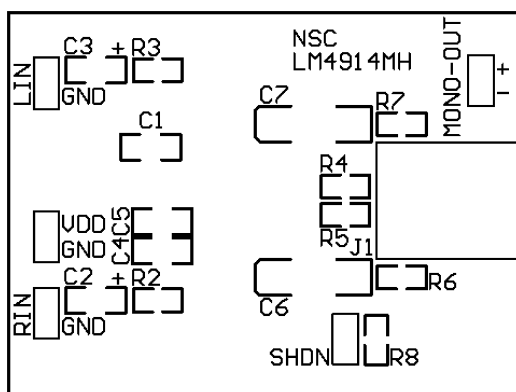 C3 + R3
NSC
LM4914MH
MONO-OUT
+
-
LIN
GND
C7
R7
C1
R4
VDD
GND
C5
C4
R5
J1
C2 + R2
RIN
GND
C6
R6
SHDN
R8